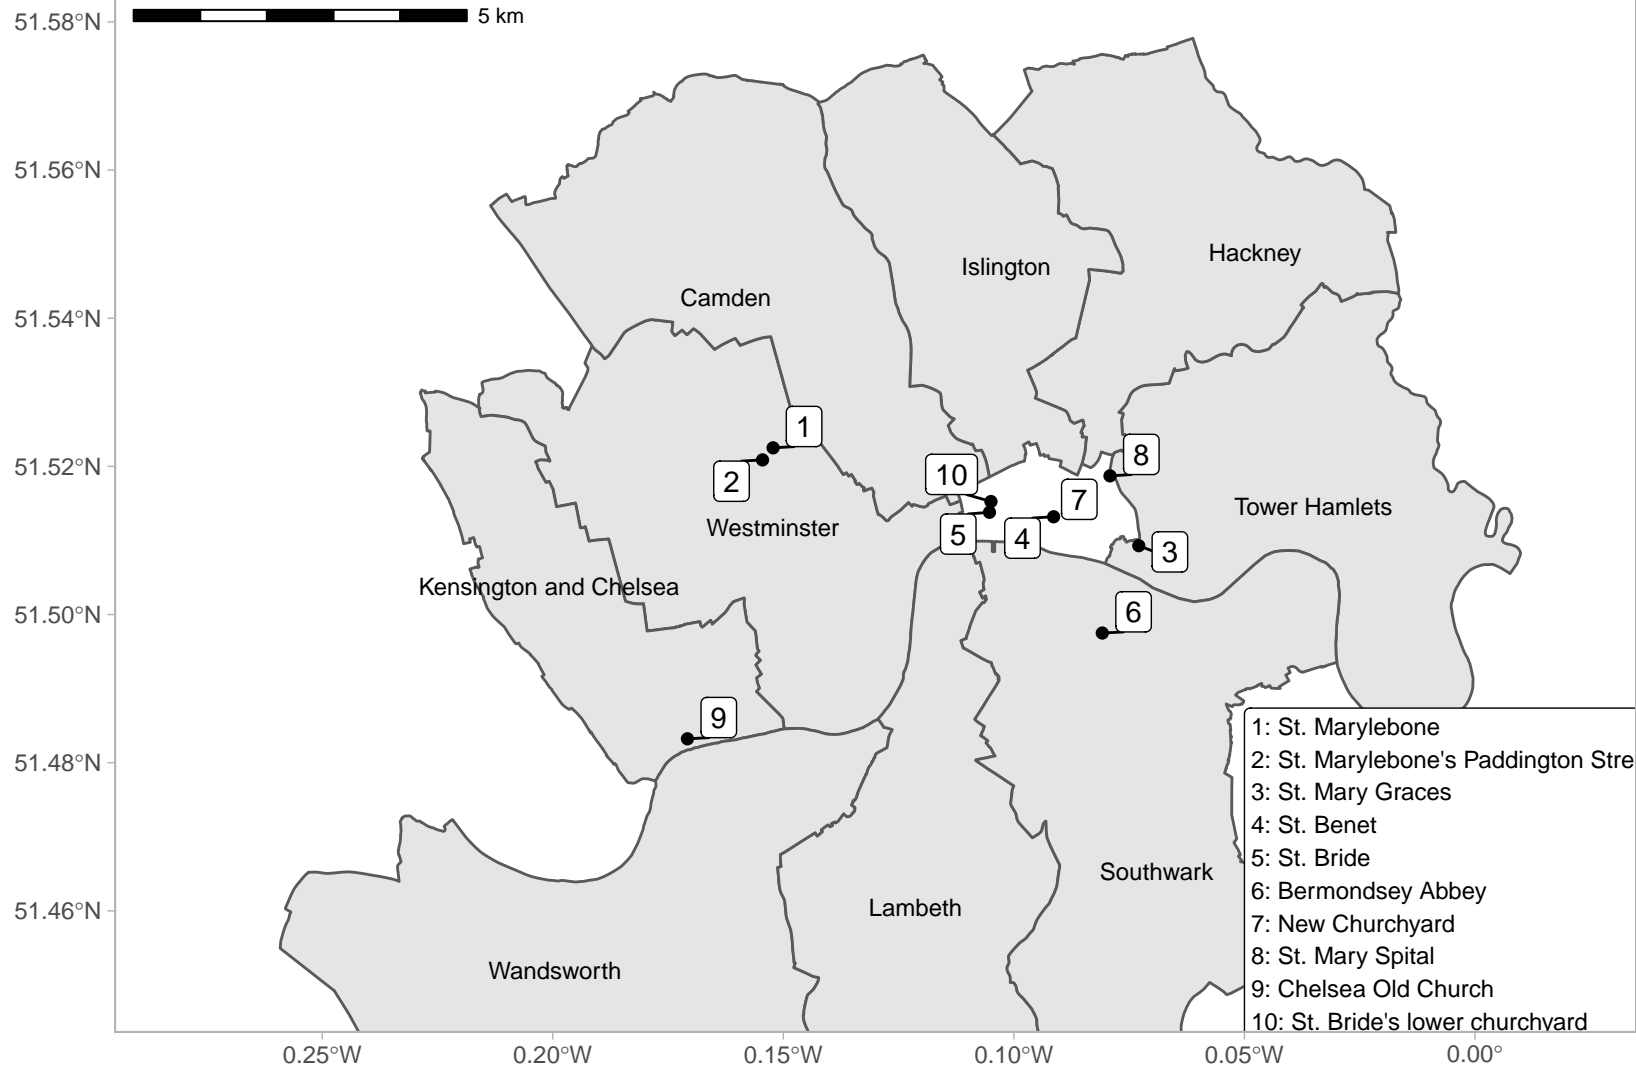 51.58°N
5 km
51.56°N
Hackney
Islington
Camden
51.54°N
1
8
51.52°N
10
2
7
Tower Hamlets
Westminster
5
4
3
Kensington and Chelsea
51.50°N
6
9
1: St. Marylebone
2: St. Marylebone's Paddington Stre
51.48°N
3: St. Mary Graces
4: St. Benet
5: St. Bride
Southwark
6: Bermondsey Abbey
Lambeth
51.46°N
7: New Churchyard
8: St. Mary Spital
Wandsworth
9: Chelsea Old Church
10: St. Bride's lower churchyard
0.25°W 0.20°W 0.15°W 0.10°W 0.05°W 0.00°